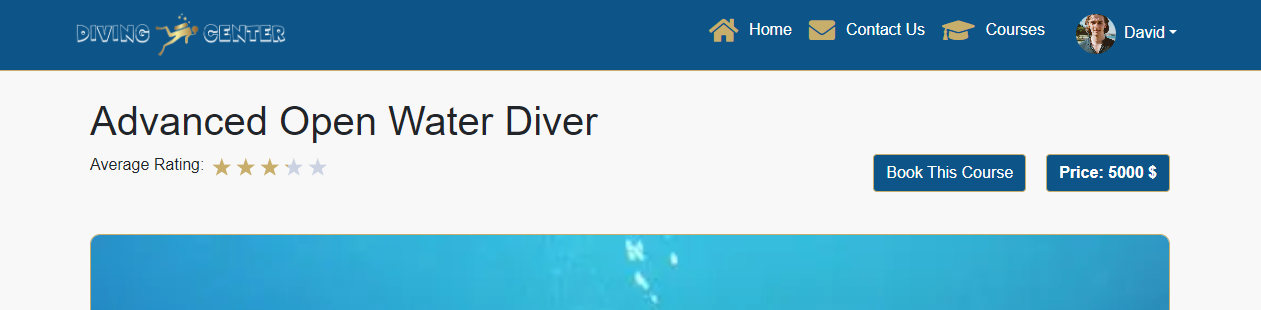 DIVING CENTER
Home Contact Us Courses David
Advanced Open Water Diver
Average Rating:
Book This Course Price: 5000 $